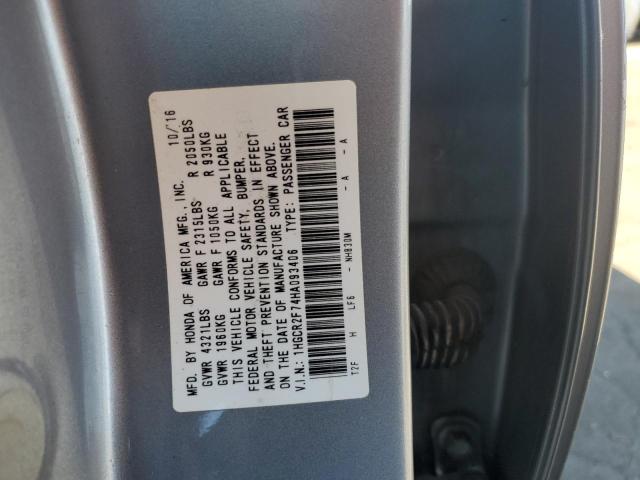 MFD. BY HONDA OF AMERICA MFG., INC. 10/'16
GVWR 4321LBS GAWR F 2315LBS R 2050LBS
GVWR 1960KG GAWR F 1050KG R 930KG
THIS VEHICLE CONFORMS TO ALL APPLICABLE
FEDERAL MOTOR VEHICLE SAFETY, BUMPER,
AND THEFT PREVENTION STANDARDS IN EFFECT
ON THE DATE OF MANUFACTURE SHOWN ABOVE.
V.I.N.: 1HGCR2F74HA093406 TYPE: PASSENGER CAR
T2F H LF6 - NH830M - A - A